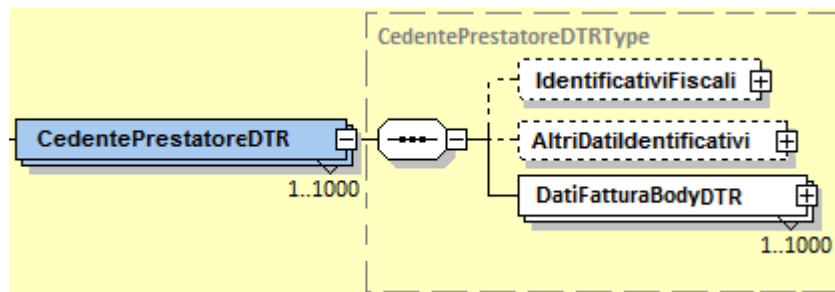 CedentePrestatoreDTRType
IdentificativiFiscali
CedentePrestatoreDTR
AltriDatiIdentificativi
1..1000
DatiFatturaBodyDTR
1..1000